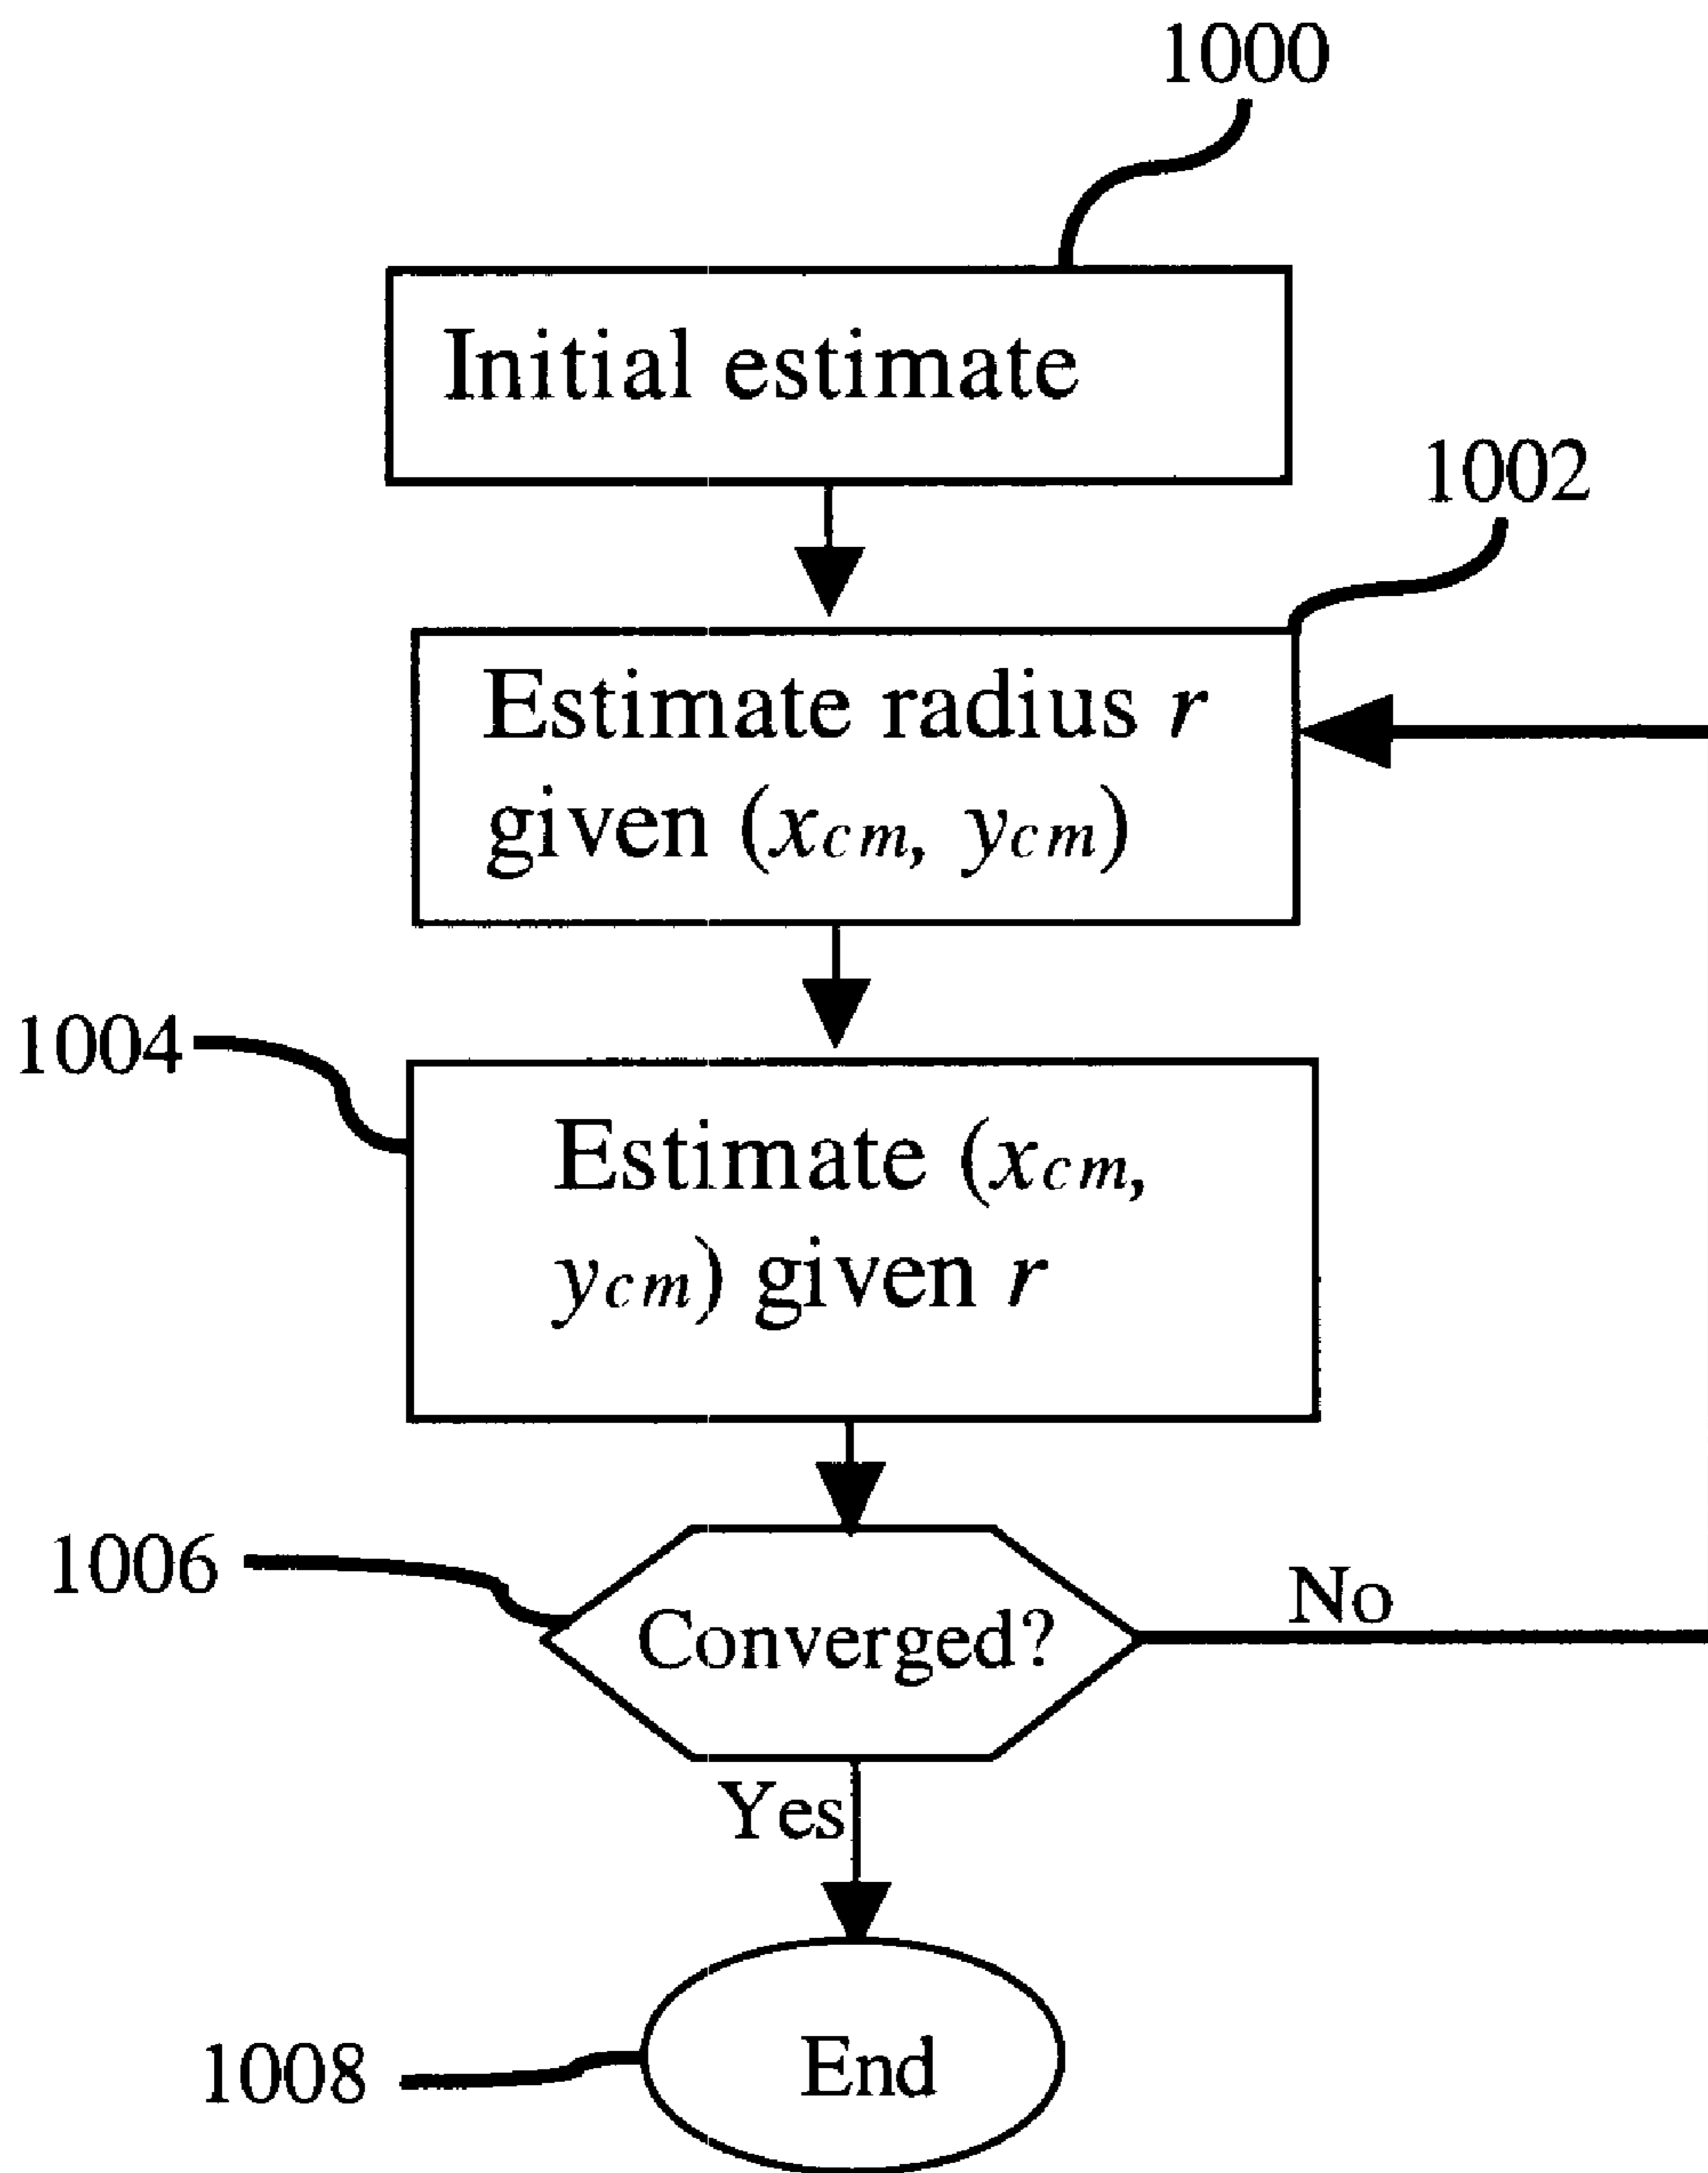 1000
Initial estimate
1002
Estimate radius r
given (xcm, ycm)
1004
Estimate (xcm,
ycm) given r
1006
Converged?
No
Yes
1008
End